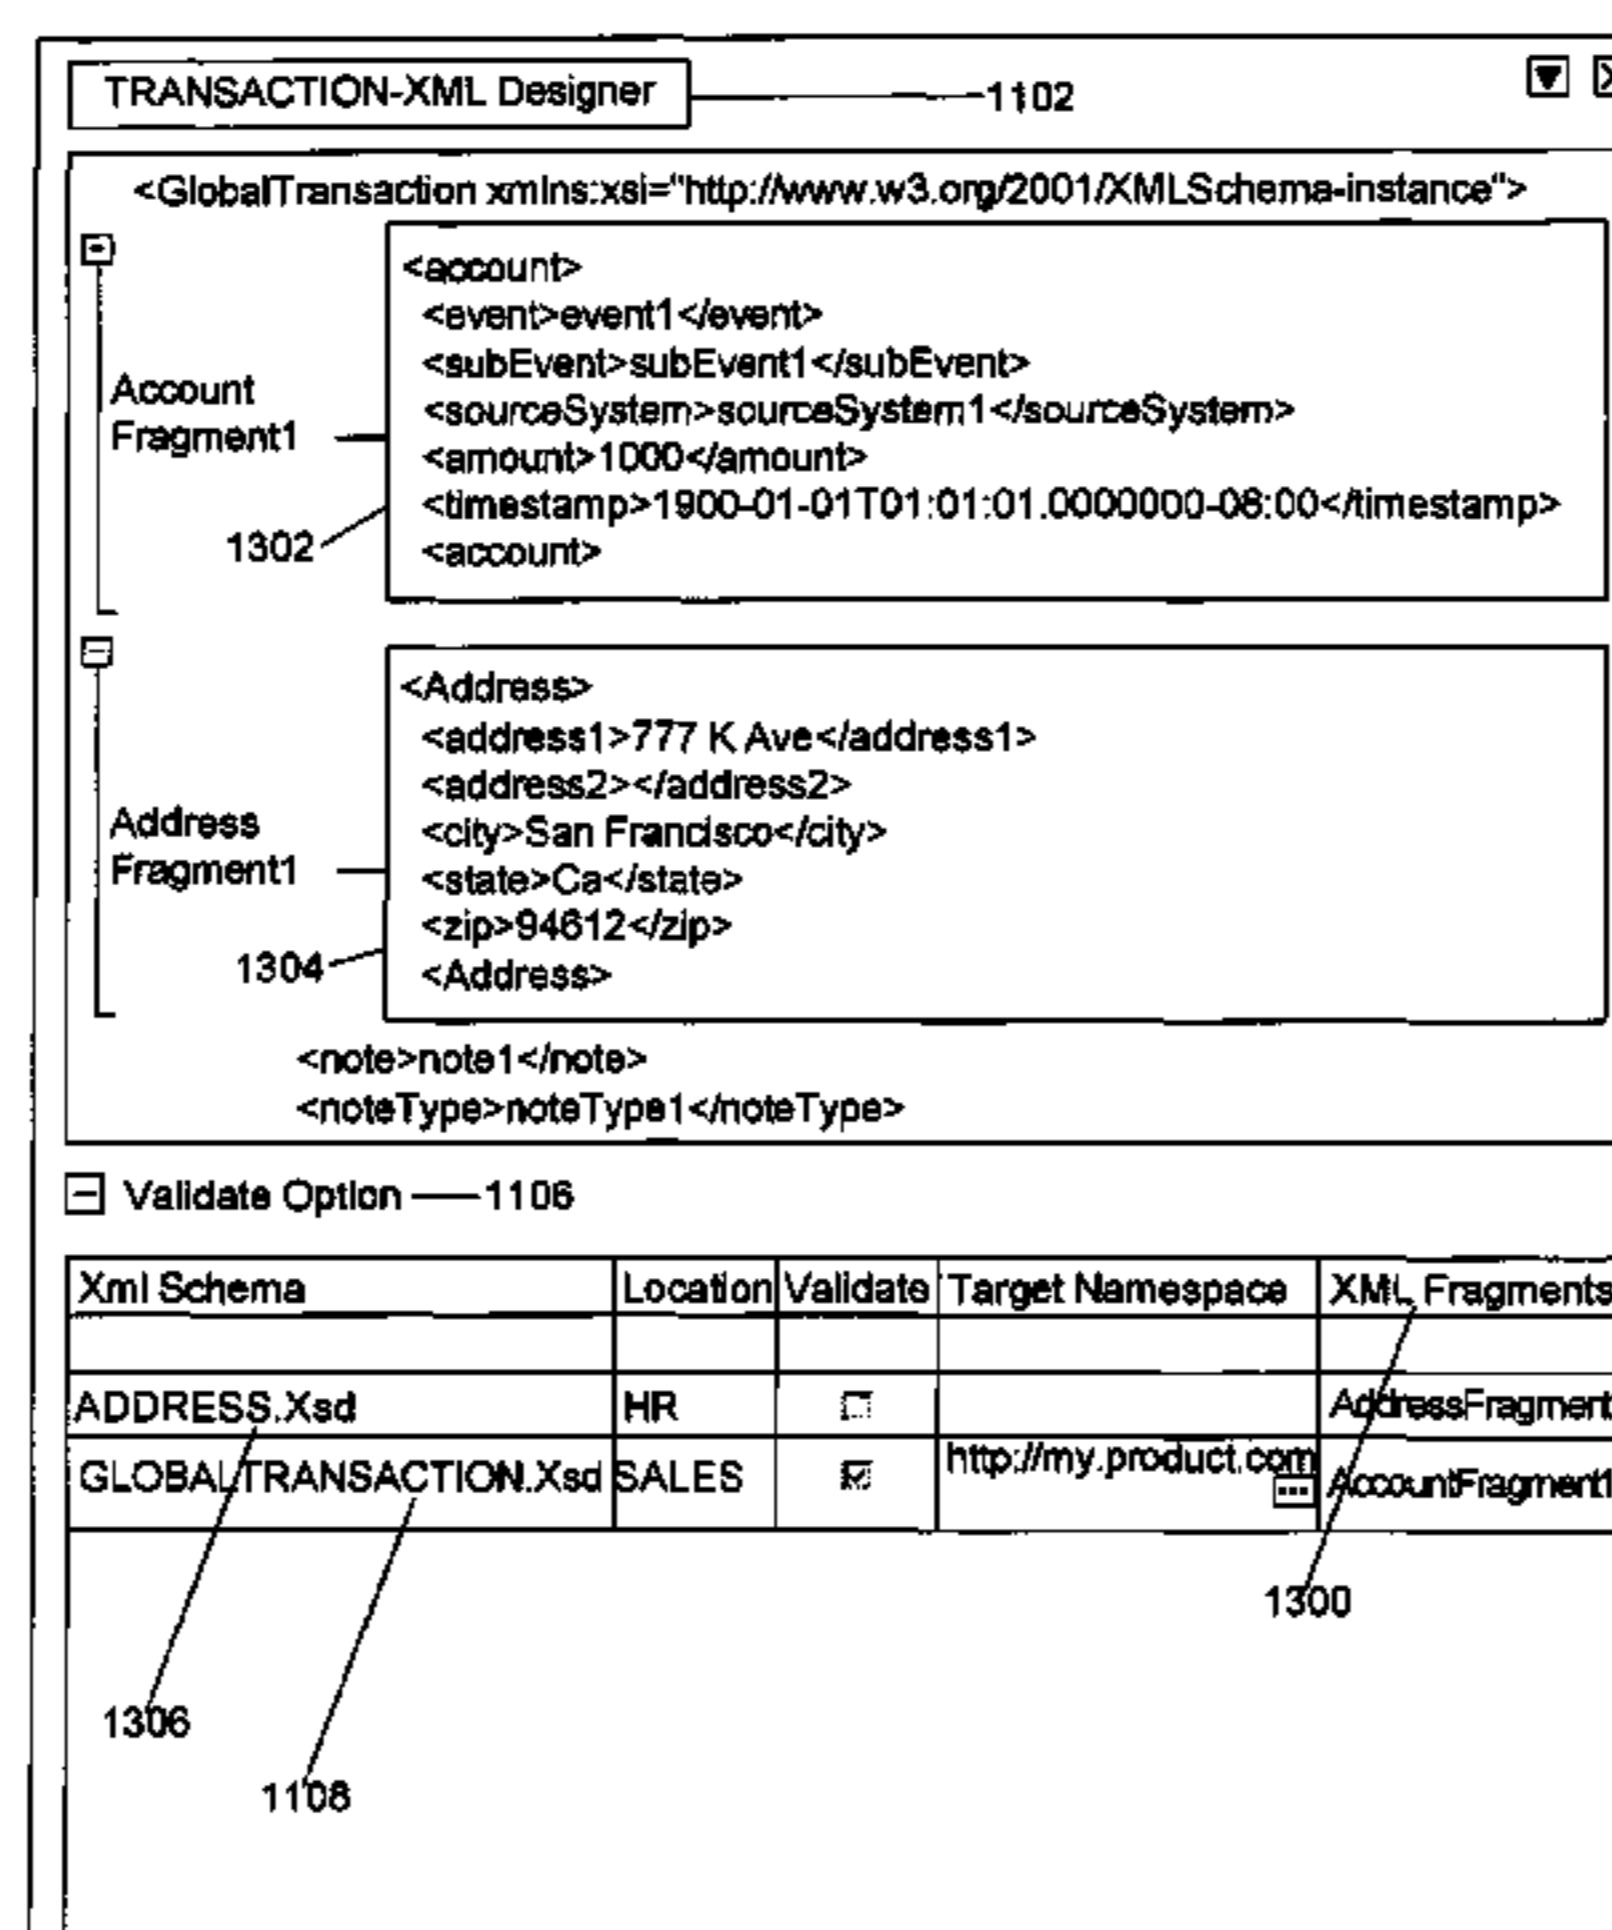 TRANSACTION-XML Designer 1102
<GlobalTransaction xmlns:xsi="http://www.w3.org/2001/XMLSchema-instance">
<account>
<event>event1</event>
<subEvent>subEvent1</subEvent>
Account
<sourceSystem>sourceSystem1</sourceSystem>
Fragment1
<amount>1000</amount>
<timestamp>1900-01-01T01:01:01.0000000-08:00</timestamp>
1302
<account>
<Address>
<address1>777 K Ave</address1>
<address2></address2>
Address
<city>San Francisco</city>
Fragment1
<state>Ca</state>
<zip>94612</zip>
1304
<Address>
<note>note1</note>
<noteType>noteType1</noteType>
Validate Option 1106
Xml Schema Location Validate Target Namespace XML Fragments
ADDRESS.Xsd HR AddressFragment
GLOBALTRANSACTION.Xsd SALES http://my.product.com ... AccountFragment1
1300
1306
1108